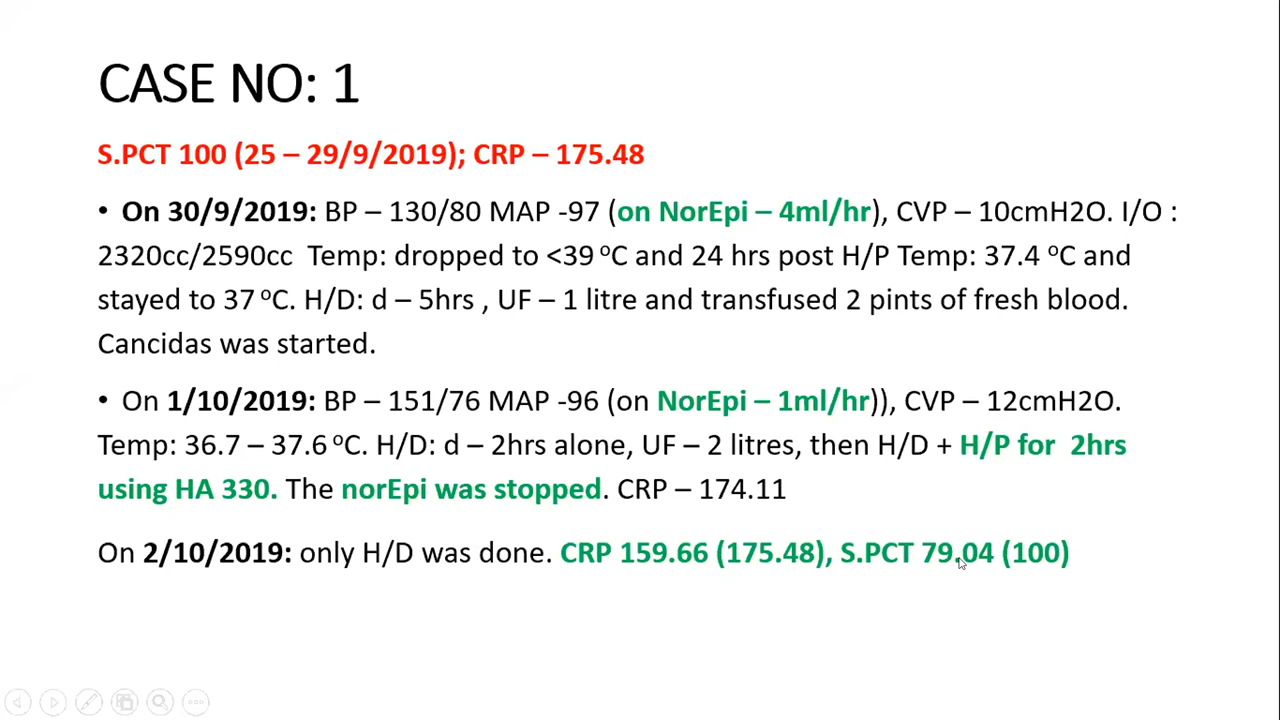 CASE NO: 1
S.PCT 100 (25 – 29/9/2019); CRP – 175.48
• On 30/9/2019: BP – 130/80 MAP -97 (on NorEpi – 4ml/hr), CVP – 10cmH2O. I/O :
2320cc/2590cc  Temp: dropped to <39 ᵒC and 24 hrs post H/P Temp: 37.4 ᵒC and
stayed to 37 ᵒC. H/D: d – 5hrs , UF – 1 litre and transfused 2 pints of fresh blood.
Cancidas was started.
• On 1/10/2019: BP – 151/76 MAP -96 (on NorEpi – 1ml/hr)), CVP – 12cmH2O.
Temp: 36.7 – 37.6 ᵒC. H/D: d – 2hrs alone, UF – 2 litres, then H/D + H/P for  2hrs
using HA 330. The norEpi was stopped. CRP – 174.11
On 2/10/2019: only H/D was done. CRP 159.66 (175.48), S.PCT 79.04 (100)